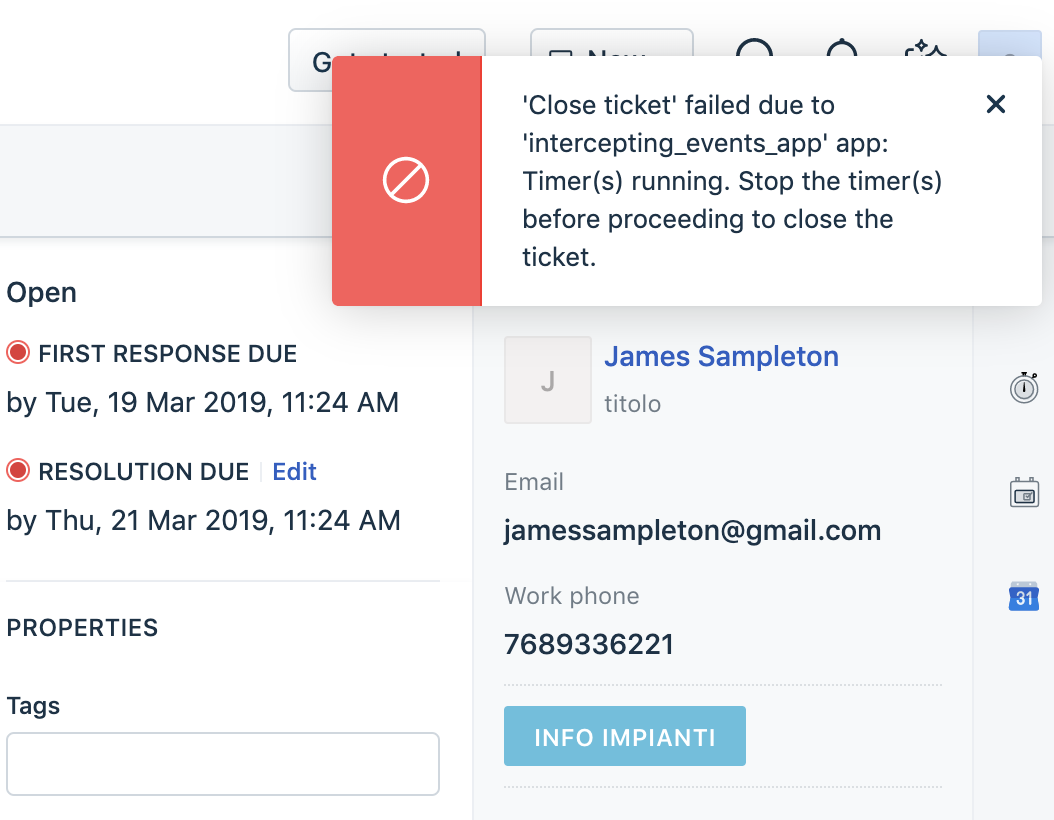 'Close ticket' failed due to
'intercepting_events_app' app:
Timer(s) running. Stop the timer(s)
before proceeding to close the
ticket.
Open
FIRST RESPONSE DUE
by Tue, 19 Mar 2019, 11:24 AM
RESOLUTION DUE Edit
by Thu, 21 Mar 2019, 11:24 AM
PROPERTIES
Tags
J
James Sampleton
titolo
Email
jamessampleton@gmail.com
Work phone
7689336221
INFO IMPIANTI
31